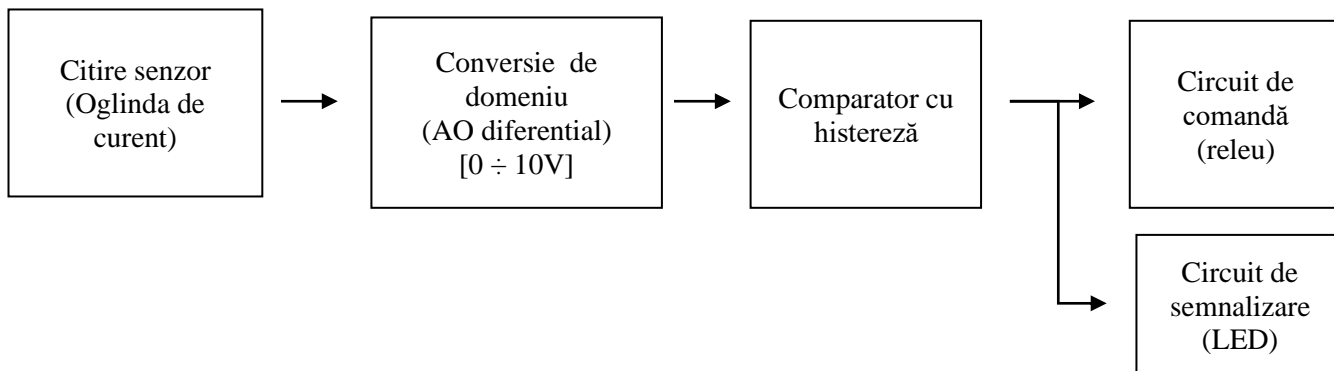 Citire senzor
(Oglinda de
curent)
Conversie de
domeniu
(AO diferential)
[0 ÷ 10V]
Comparator cu
histereză
Circuit de
comandă
(releu)
Circuit de
semnalizare
(LED)